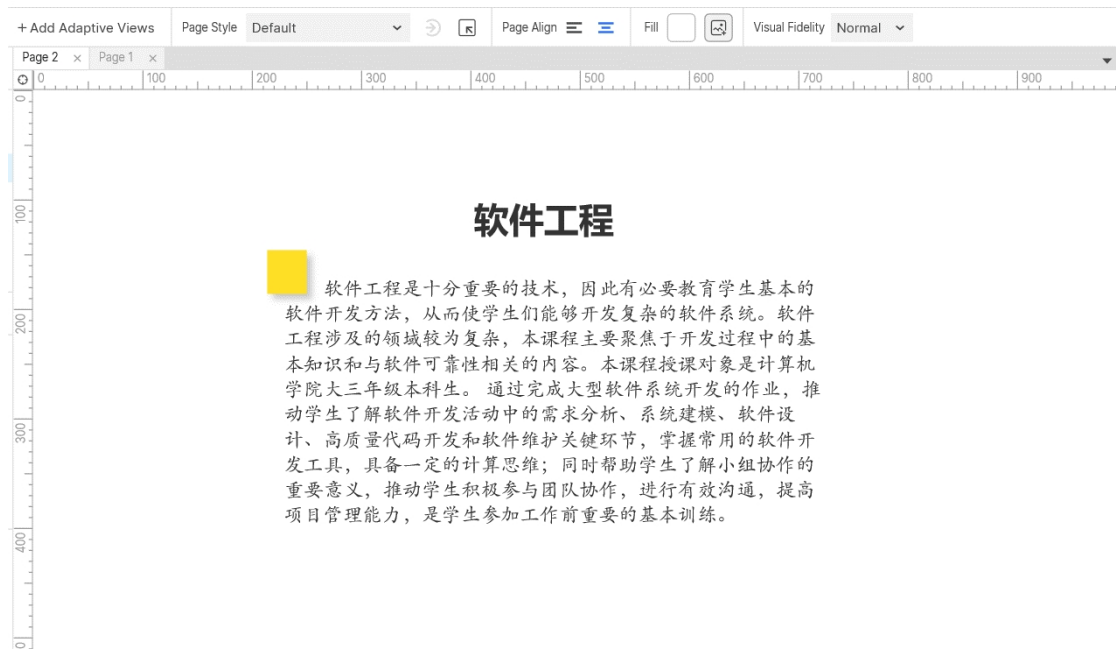 + Add Adaptive Views Page Style Default Page Align Fill Visual Fidelity Normal
Page 2 × Page 1 ×
0 100 200 300 400 500 600 700 800 900
0
100
200
300
400
0
软件工程
软件工程是十分重要的技术，因此有必要教育学生基本的
软件开发方法，从而使学生们能够开发复杂的软件系统。软件
工程涉及的领域较为复杂，本课程主要聚焦于开发过程中的基
本知识和与软件可靠性相关的内容。本课程授课对象是计算机
学院大三年级本科生。 通过完成大型软件系统开发的作业，推
动学生了解软件开发活动中的需求分析、系统建模、软件设
计、高质量代码开发和软件维护关键环节，掌握常用的软件开
发工具，具备一定的计算思维；同时帮助学生了解小组协作的
重要意义，推动学生积极参与团队协作，进行有效沟通，提高
项目管理能力，是学生参加工作前重要的基本训练。